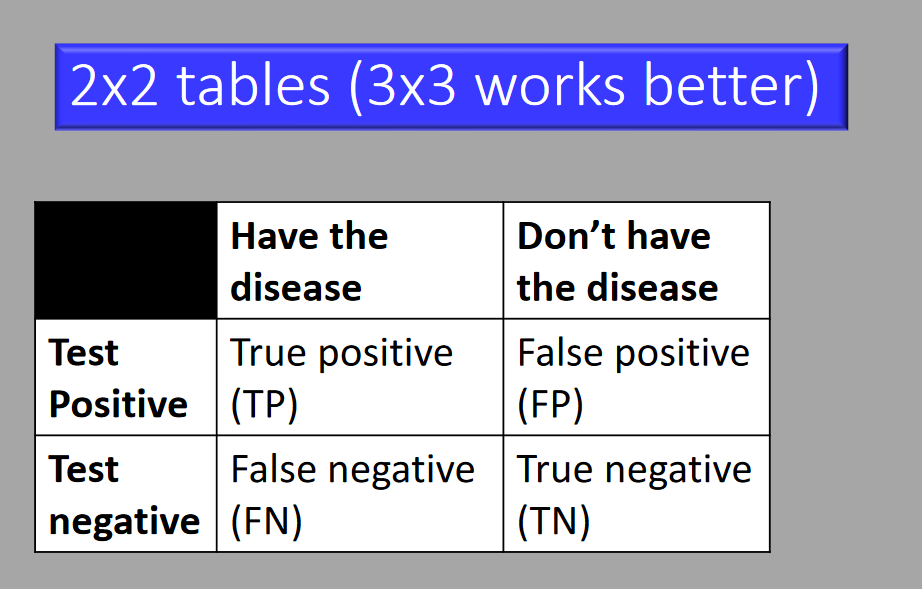 2x2 tables (3x3 works better)
Have the
disease
Don’t have
the disease
Test
Positive
True positive
(TP)
False positive
(FP)
Test
negative
False negative
(FN)
True negative
(TN)